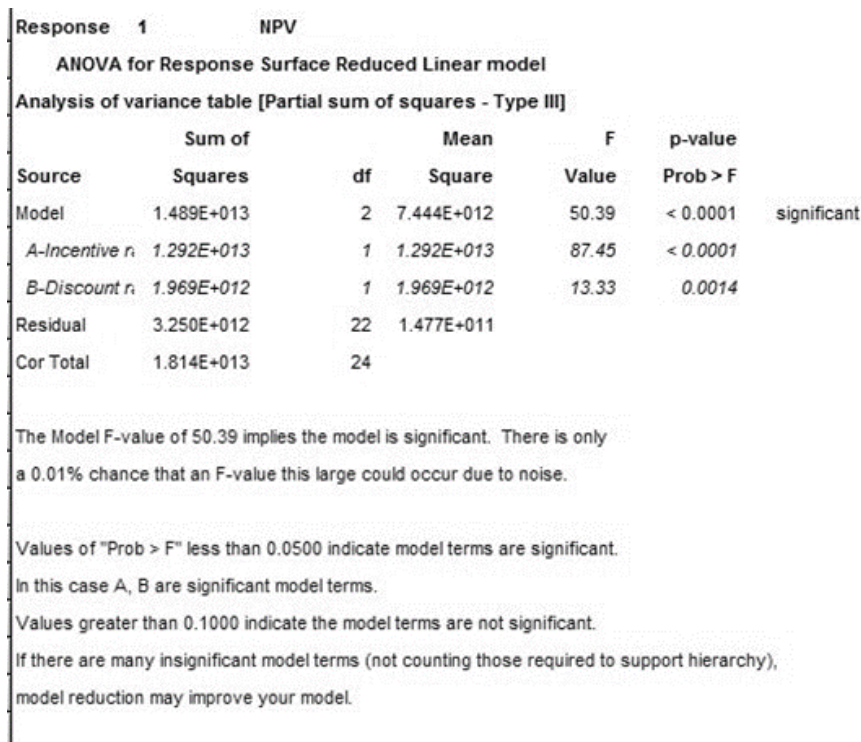 Response 1 NPV
ANOVA for Response Surface Reduced Linear model
Analysis of variance table [Partial sum of squares - Type III]
Sum of Mean F p-value
Source Squares df Square Value Prob > F
Model 1.489E+013 2 7.444E+012 50.39 < 0.0001 significant
A-Incentive r 1.292E+013 1 1.292E+013 87.45 < 0.0001
B-Discount r 1.969E+012 1 1.969E+012 13.33 0.0014
Residual 3.250E+012 22 1.477E+011
Cor Total 1.814E+013 24
The Model F-value of 50.39 implies the model is significant. There is only
a 0.01% chance that an F-value this large could occur due to noise.
Values of "Prob > F" less than 0.0500 indicate model terms are significant.
In this case A, B are significant model terms.
Values greater than 0.1000 indicate the model terms are not significant.
If there are many insignificant model terms (not counting those required to support hierarchy),
model reduction may improve your model.